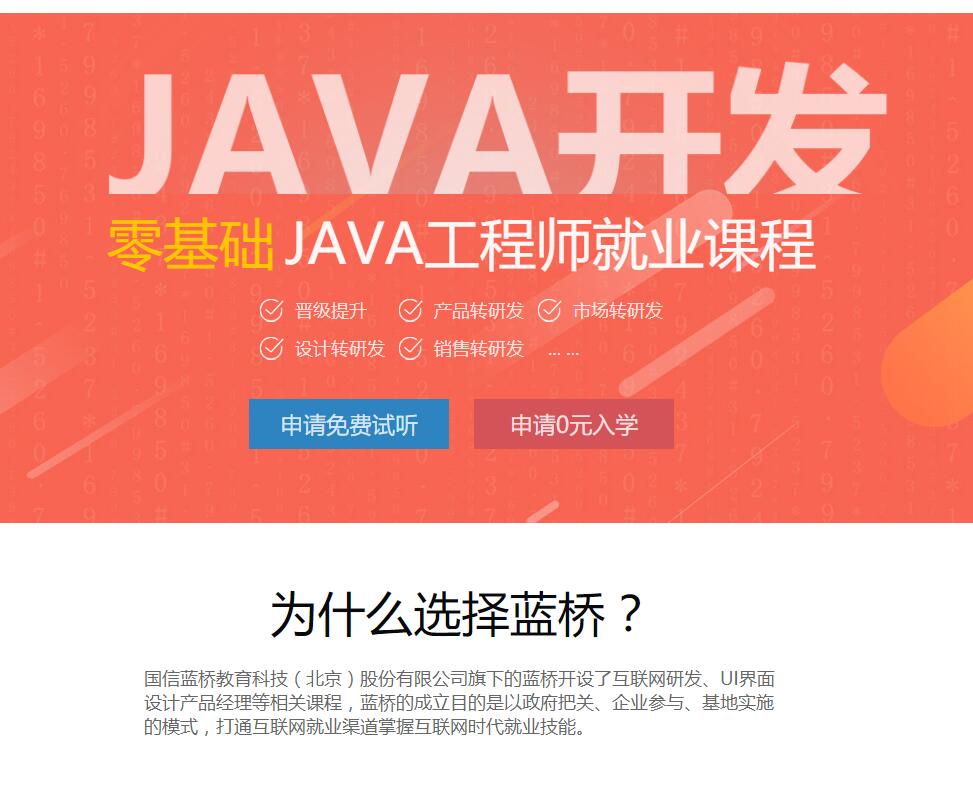 JAVA开发
零基础 JAVA工程师就业课程
晋级提升 产品转研发 市场转研发
设计转研发 销售转研发 ... ...
申请免费试听 申请0元入学
为什么选择蓝桥？
国信蓝桥教育科技（北京）股份有限公司旗下的蓝桥开设了互联网研发、UI界面
设计产品经理等相关课程，蓝桥的成立目的是以政府把关、企业参与、基地实施
的模式，打通互联网就业渠道掌握互联网时代就业技能。